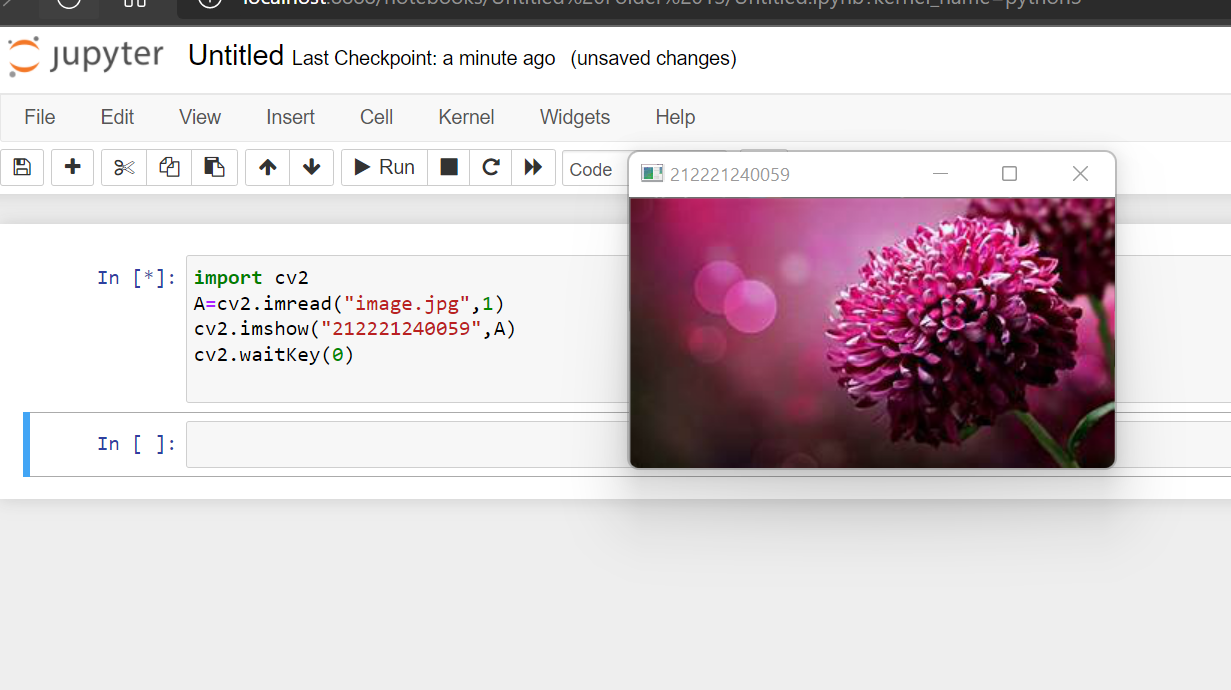 localhost:8888/notebooks/Untitled%20Folder%2013/Untitled.ipynb?kernel_name=python3
jupyter Untitled Last Checkpoint: a minute ago (unsaved changes)
File Edit View Insert Cell Kernel Widgets Help
Run Code
212221240059
In [*]: import cv2
A=cv2.imread("image.jpg",1)
cv2.imshow("212221240059",A)
cv2.waitKey(0)
In [ ]: